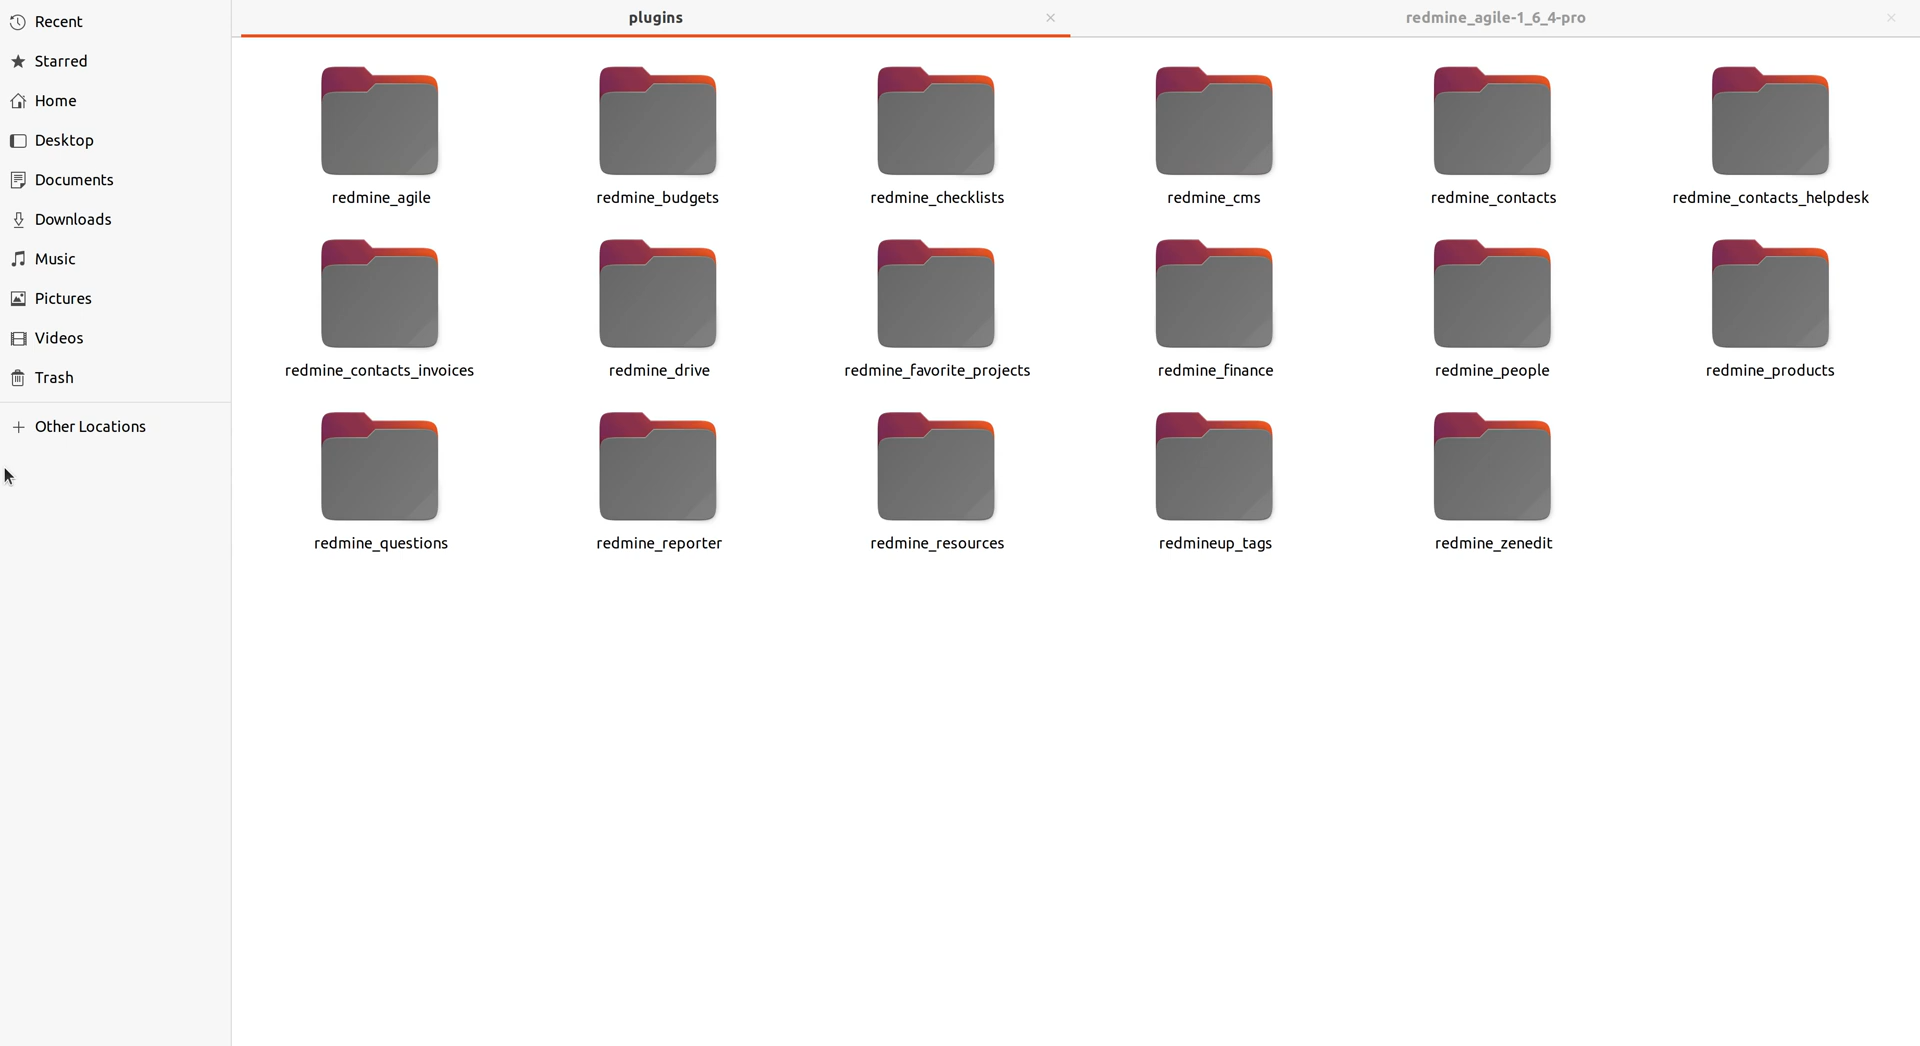 Recent
Starred
Home
Desktop
Documents
Downloads
Music
Pictures
Videos
Trash
Other Locations
plugins
redmine_agile-1_6_4-pro
redmine_agile
redmine_budgets
redmine_checklists
redmine_cms
redmine_contacts
redmine_contacts_helpdesk
redmine_contacts_invoices
redmine_drive
redmine_favorite_projects
redmine_finance
redmine_people
redmine_products
redmine_questions
redmine_reporter
redmine_resources
redmineup_tags
redmine_zenedit